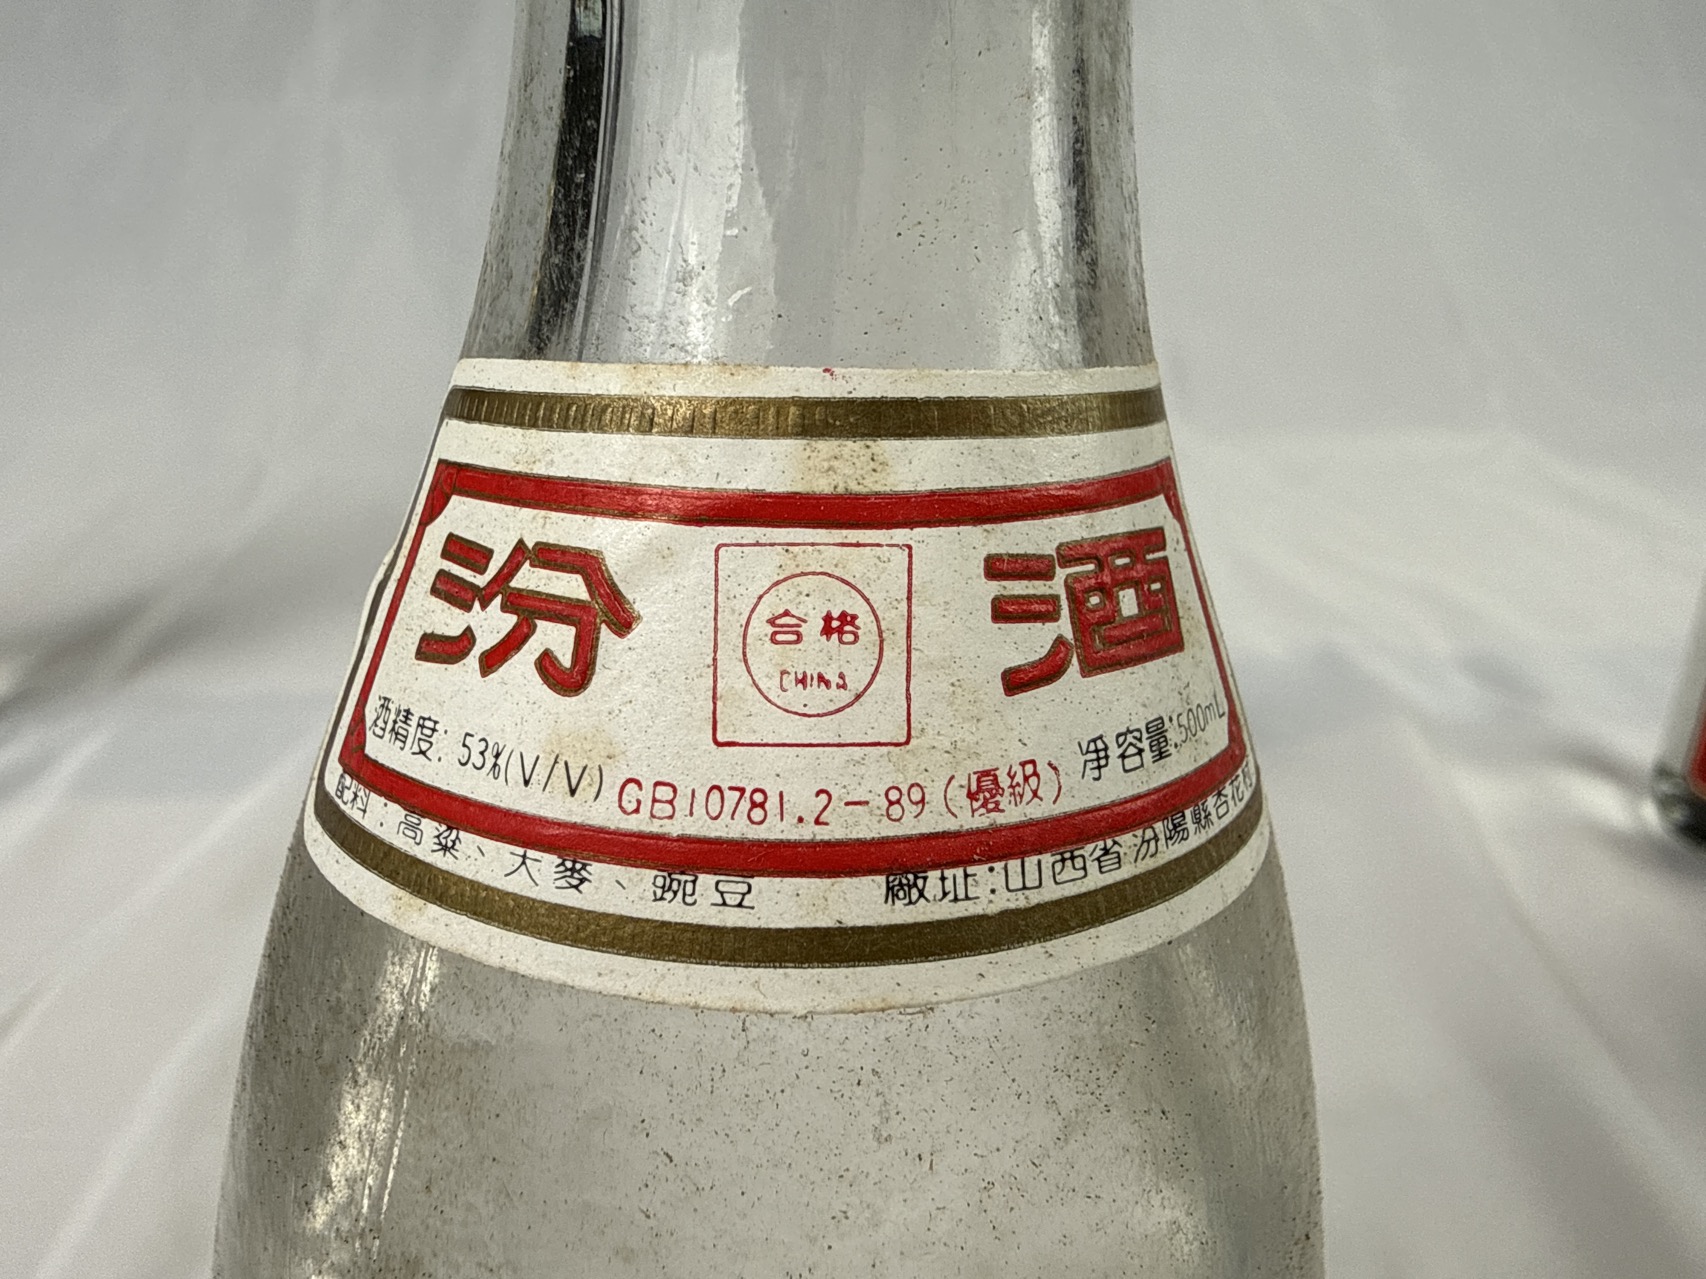 汾酒
合格
CHINA
酒精度: 53%(V/V)
GB10781.2-89(優級)
淨容量:500mL
配料:高粱、大麥、豌豆
廠址:山西省汾陽縣杏花村